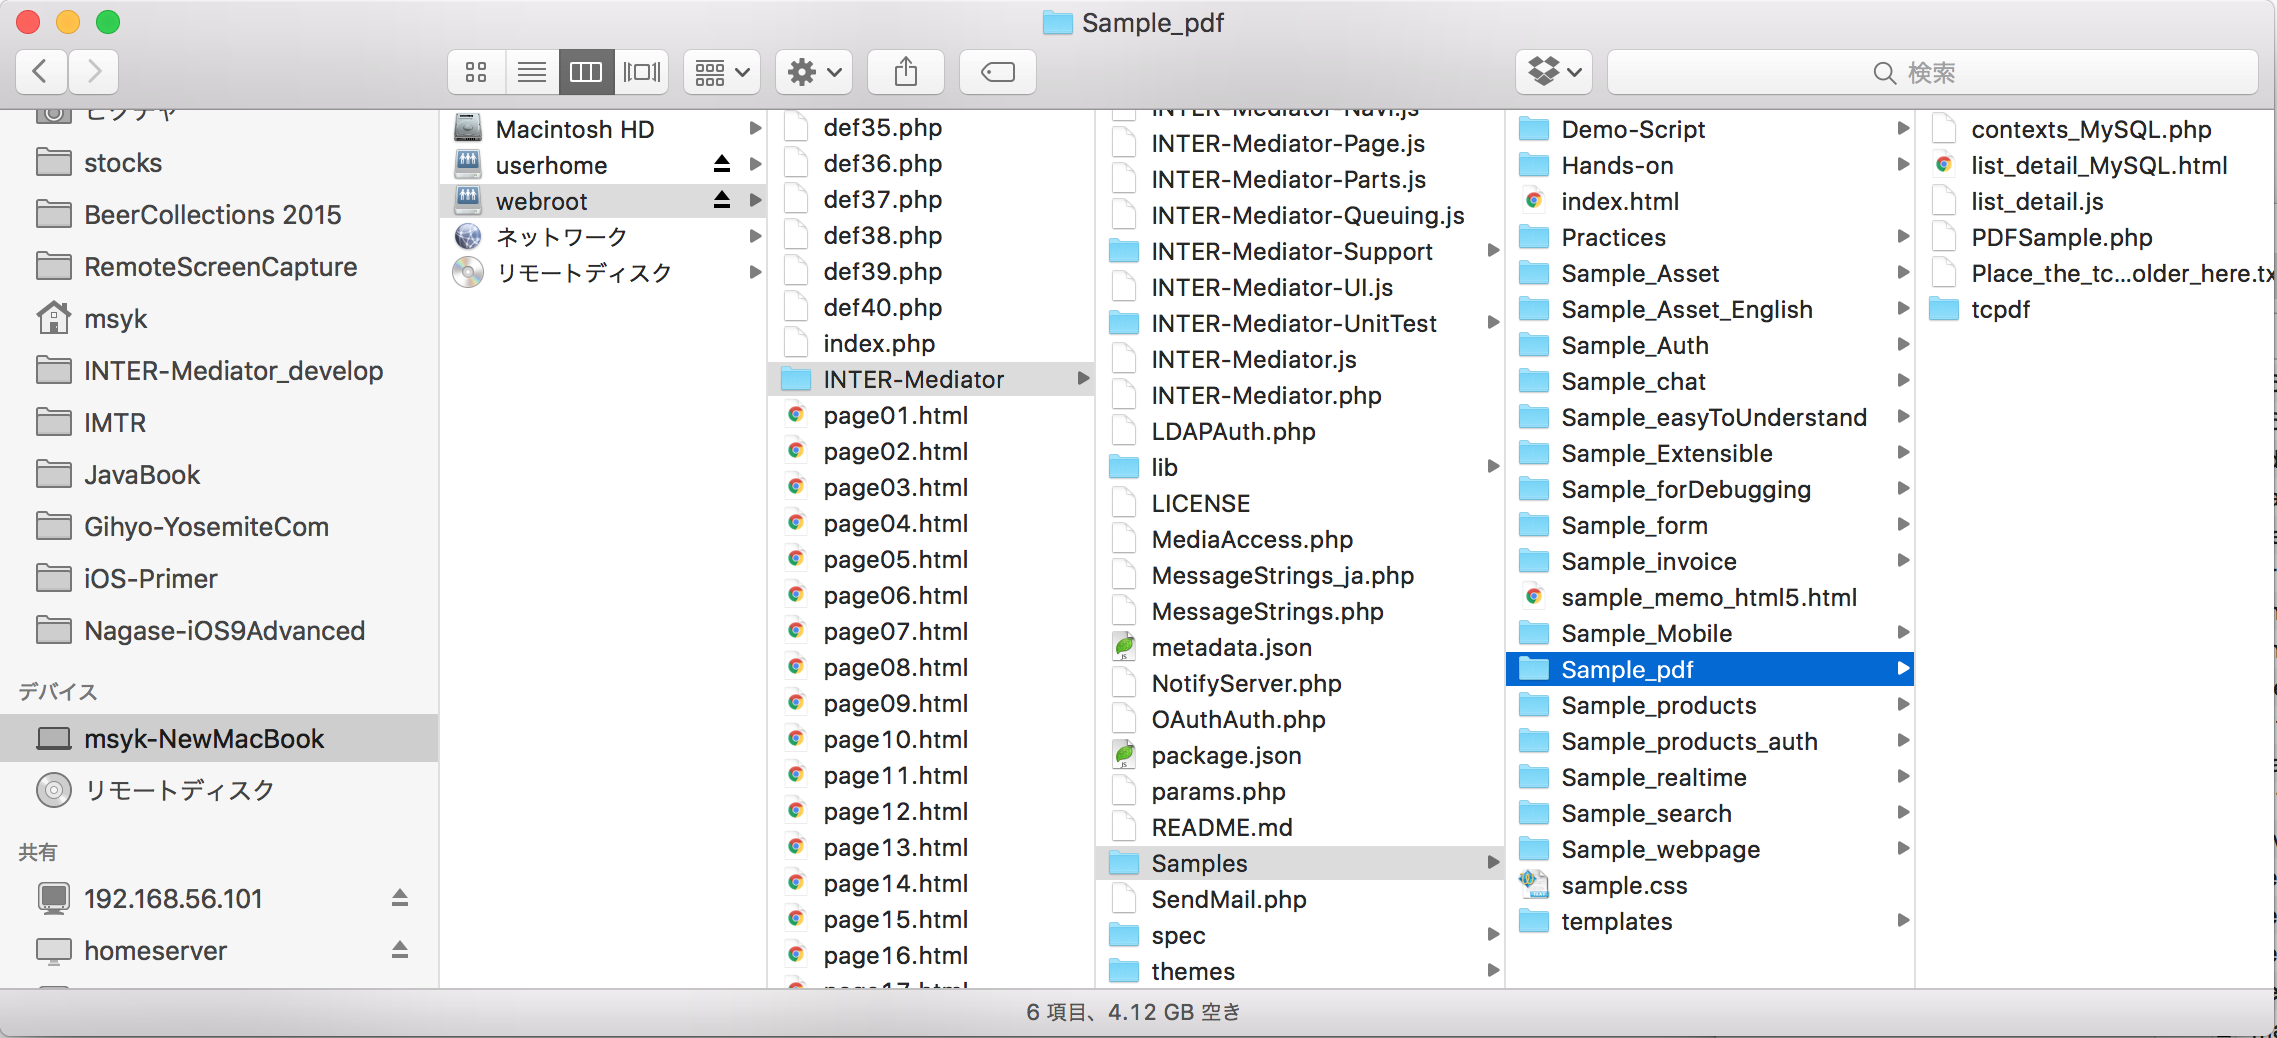 Sample_pdf
検索
ピクチャ
stocks
BeerCollections 2015
RemoteScreenCapture
msyk
INTER-Mediator_develop
IMTR
JavaBook
Gihyo-YosemiteCom
iOS-Primer
Nagase-iOS9Advanced
デバイス
msyk-NewMacBook
リモートディスク
共有
192.168.56.101
homeserver
Macintosh HD
userhome
webroot
ネットワーク
リモートディスク
def35.php
def36.php
def37.php
def38.php
def39.php
def40.php
index.php
INTER-Mediator
page01.html
page02.html
page03.html
page04.html
page05.html
page06.html
page07.html
page08.html
page09.html
page10.html
page11.html
page12.html
page13.html
page14.html
page15.html
page16.html
page17.html
INTER-Mediator-Navi.js
INTER-Mediator-Page.js
INTER-Mediator-Parts.js
INTER-Mediator-Queuing.js
INTER-Mediator-Support
INTER-Mediator-UI.js
INTER-Mediator-UnitTest
INTER-Mediator.js
INTER-Mediator.php
LDAPAuth.php
lib
LICENSE
MediaAccess.php
MessageStrings_ja.php
MessageStrings.php
metadata.json
NotifyServer.php
OAuthAuth.php
package.json
params.php
README.md
Samples
SendMail.php
spec
themes
Demo-Script
Hands-on
index.html
Practices
Sample_Asset
Sample_Asset_English
Sample_Auth
Sample_chat
Sample_easyToUnderstand
Sample_Extensible
Sample_forDebugging
Sample_form
Sample_invoice
sample_memo_html5.html
Sample_Mobile
Sample_pdf
Sample_products
Sample_products_auth
Sample_realtime
Sample_search
Sample_webpage
sample.css
templates
contexts_MySQL.php
list_detail_MySQL.html
list_detail.js
PDFSample.php
Place_the_tc...older_here.tx
tcpdf
6 項目、4.12 GB 空き